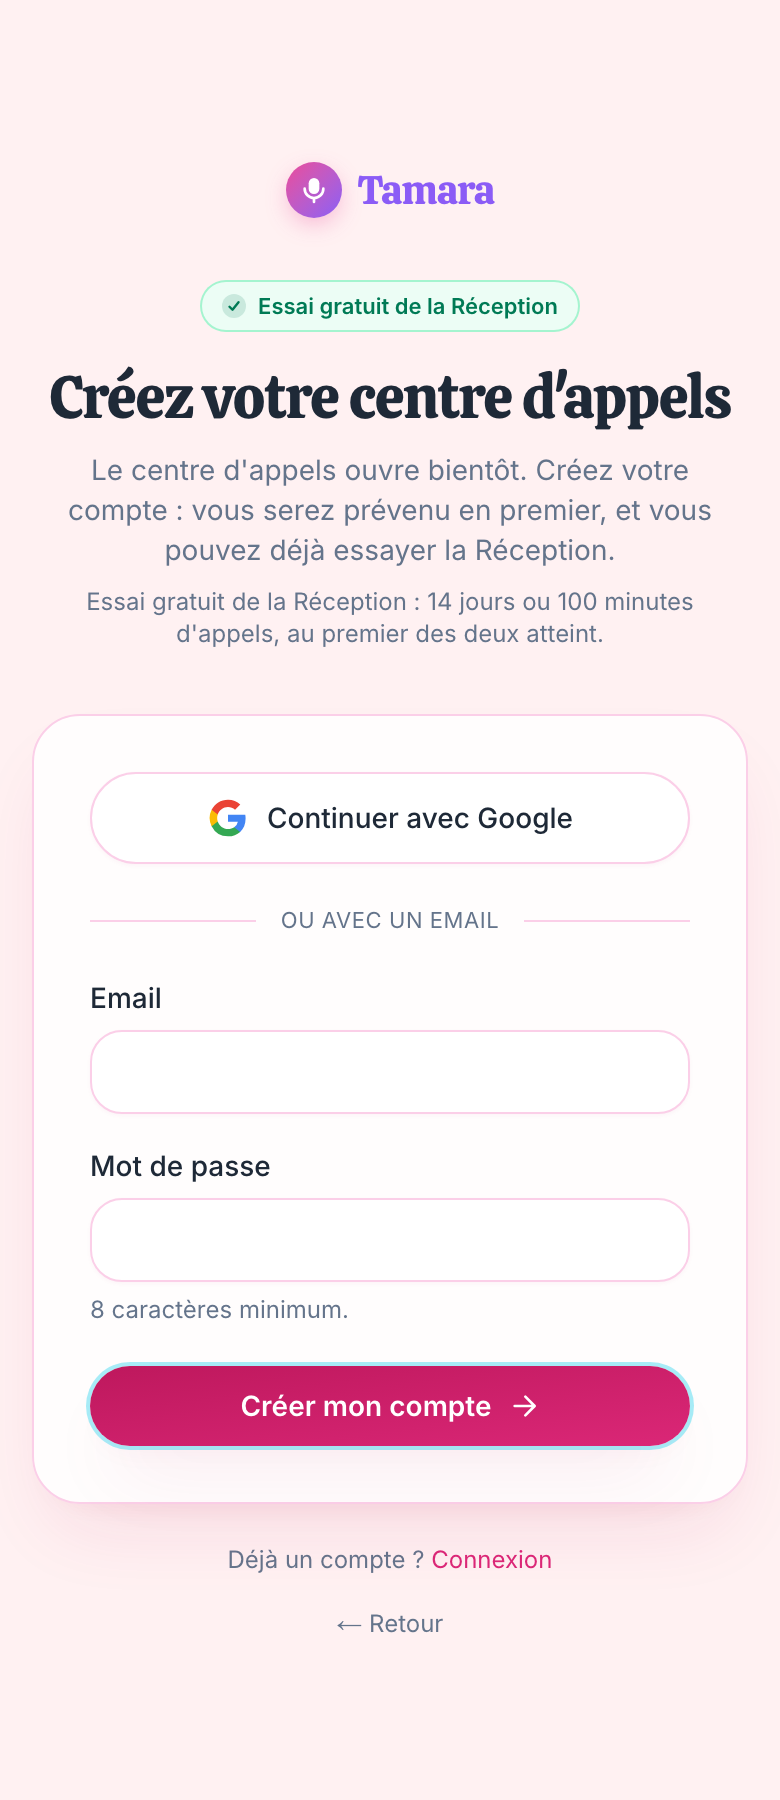 Tamara
Essai gratuit de la Réception
Créez votre centre d'appels
Le centre d'appels ouvre bientôt. Créez votre
compte : vous serez prévenu en premier, et vous
pouvez déjà essayer la Réception.
Essai gratuit de la Réception : 14 jours ou 100 minutes
d'appels, au premier des deux atteint.
Continuer avec Google
OU AVEC UN EMAIL
Email
Mot de passe
8 caractères minimum.
Créer mon compte →
Déjà un compte ? Connexion
← Retour